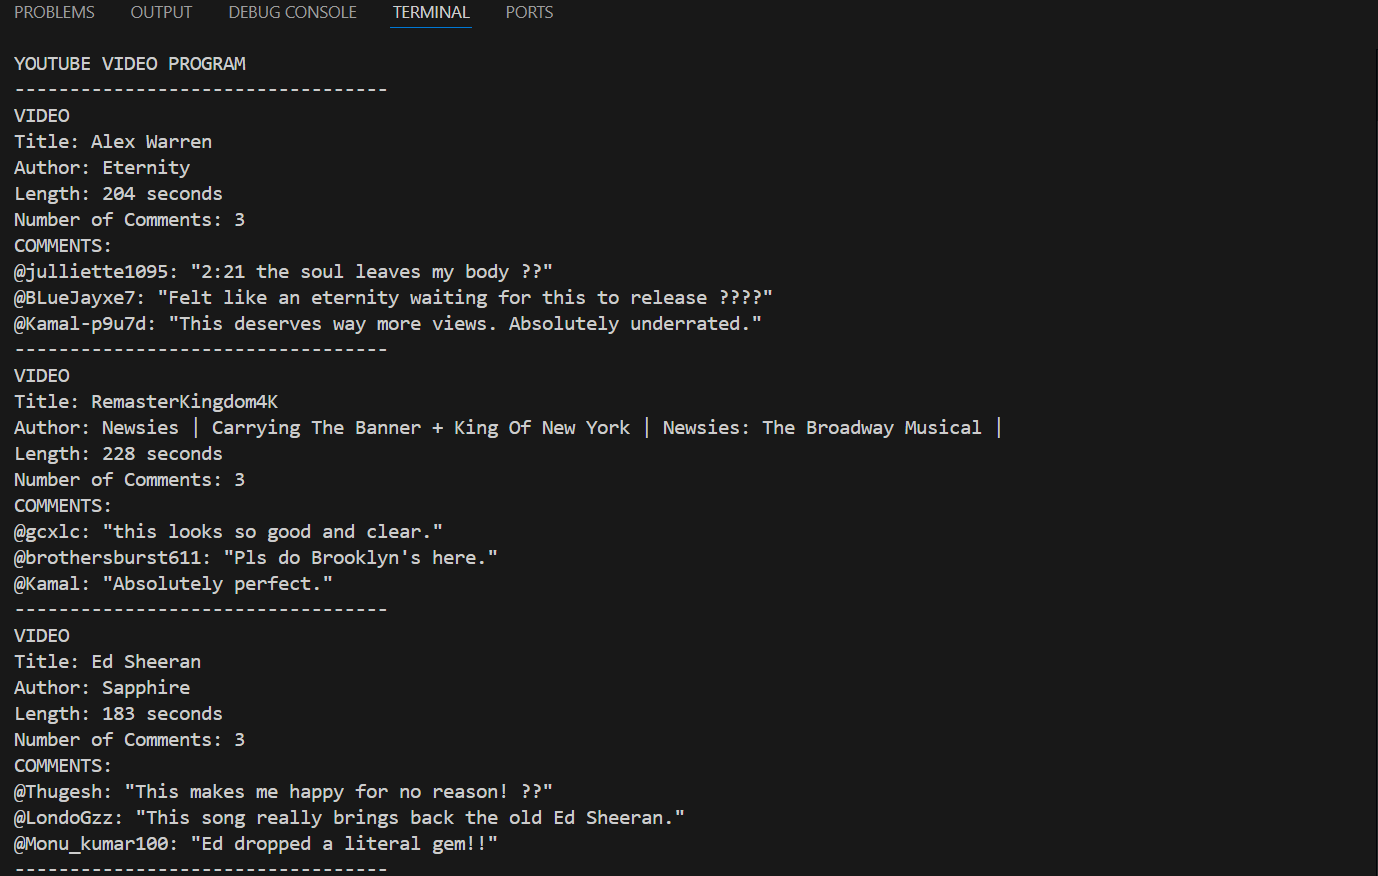 PROBLEMS OUTPUT DEBUG CONSOLE TERMINAL PORTS
YOUTUBE VIDEO PROGRAM
----------------------------------
VIDEO
Title: Alex Warren
Author: Eternity
Length: 204 seconds
Number of Comments: 3
COMMENTS:
@julliette1095: "2:21 the soul leaves my body ??"
@BLueJayxe7: "Felt like an eternity waiting for this to release ????"
@Kamal-p9u7d: "This deserves way more views. Absolutely underrated."
----------------------------------
VIDEO
Title: RemasterKingdom4K
Author: Newsies | Carrying The Banner + King Of New York | Newsies: The Broadway Musical |
Length: 228 seconds
Number of Comments: 3
COMMENTS:
@gcxlc: "this looks so good and clear."
@brothersburst611: "Pls do Brooklyn's here."
@Kamal: "Absolutely perfect."
----------------------------------
VIDEO
Title: Ed Sheeran
Author: Sapphire
Length: 183 seconds
Number of Comments: 3
COMMENTS:
@Thugesh: "This makes me happy for no reason! ??"
@LondoGzz: "This song really brings back the old Ed Sheeran."
@Monu_kumar100: "Ed dropped a literal gem!!"
----------------------------------